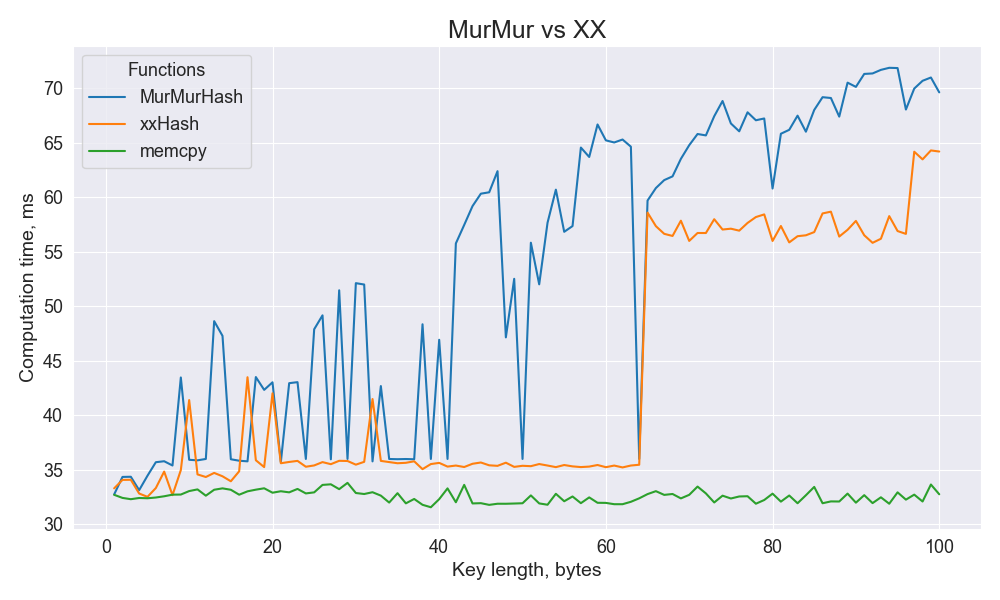 MurMur vs XX
Functions
MurMurHash
xxHash
memcpy
Computation time, ms
70
65
60
55
50
45
40
35
30
0 20 40 60 80 100
Key length, bytes